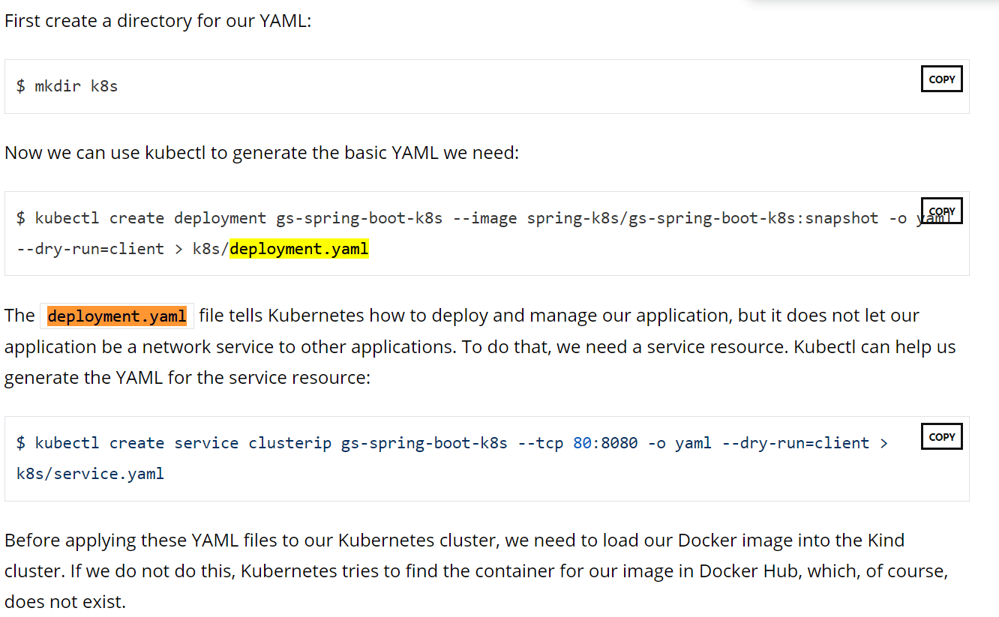 First create a directory for our YAML:
COPY
$ mkdir k8s
Now we can use kubectl to generate the basic YAML we need:
COPY
$ kubectl create deployment gs-spring-boot-k8s --image spring-k8s/gs-spring-boot-k8s:snapshot -o yaml
--dry-run=client > k8s/deployment.yaml
The deployment.yaml file tells Kubernetes how to deploy and manage our application, but it does not let our
application be a network service to other applications. To do that, we need a service resource. Kubectl can help us
generate the YAML for the service resource:
COPY
$ kubectl create service clusterip gs-spring-boot-k8s --tcp 80:8080 -o yaml --dry-run=client >
k8s/service.yaml
Before applying these YAML files to our Kubernetes cluster, we need to load our Docker image into the Kind
cluster. If we do not do this, Kubernetes tries to find the container for our image in Docker Hub, which, of course,
does not exist.